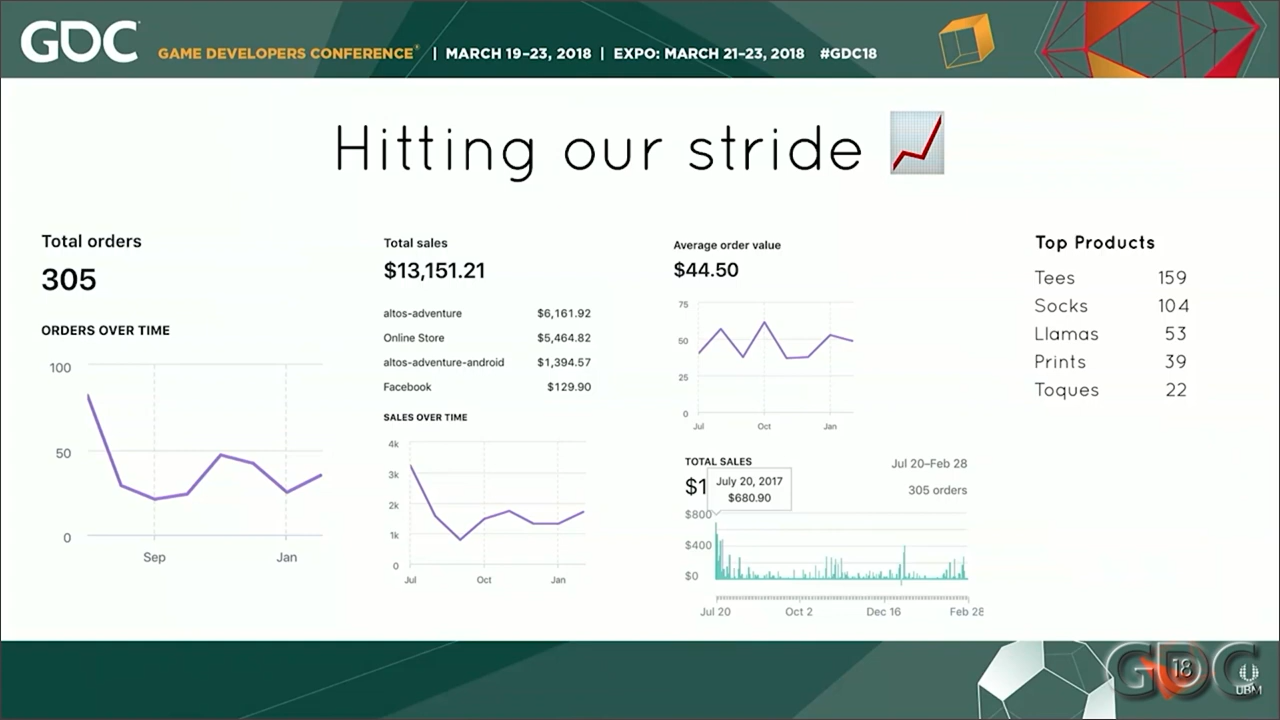 GDC
GAME DEVELOPERS CONFERENCE® | MARCH 19–23, 2018 | EXPO: MARCH 21–23, 2018 #GDC18
Hitting our stride
Total orders
305
ORDERS OVER TIME
100
50
0
Sep Jan
Total sales
$13,151.21
altos-adventure $6,161.92
Online Store $5,464.82
altos-adventure-android $1,394.57
Facebook $129.90
SALES OVER TIME
4k
3k
2k
1k
0
Jul Oct Jan
Average order value
$44.50
75
50
25
0
Jul Oct Jan
TOTAL SALES Jul 20–Feb 28
$1 305 orders
July 20, 2017
$680.90
$800
$400
$0
Jul 20 Oct 2 Dec 16 Feb 28
Top Products
Tees 159
Socks 104
Llamas 53
Prints 39
Toques 22
GDC
18
UBM